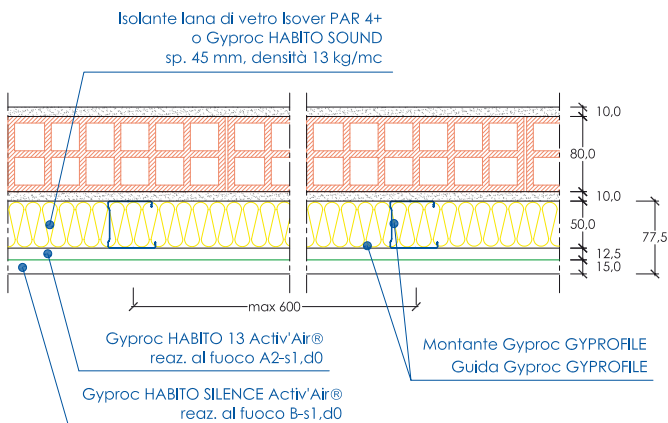 Isolante lana di vetro Isover PAR 4+
o Gyproc HABITO SOUND
sp. 45 mm, densità 13 kg/mc
10,0
80,0
10,0
50,0
77,5
12,5
15,0
max 600
Gyproc HABITO 13 Activ'Air®
reaz. al fuoco A2-s1,d0
Montante Gyproc GYPROFILE
Guida Gyproc GYPROFILE
Gyproc HABITO SILENCE Activ'Air®
reaz. al fuoco B-s1,d0